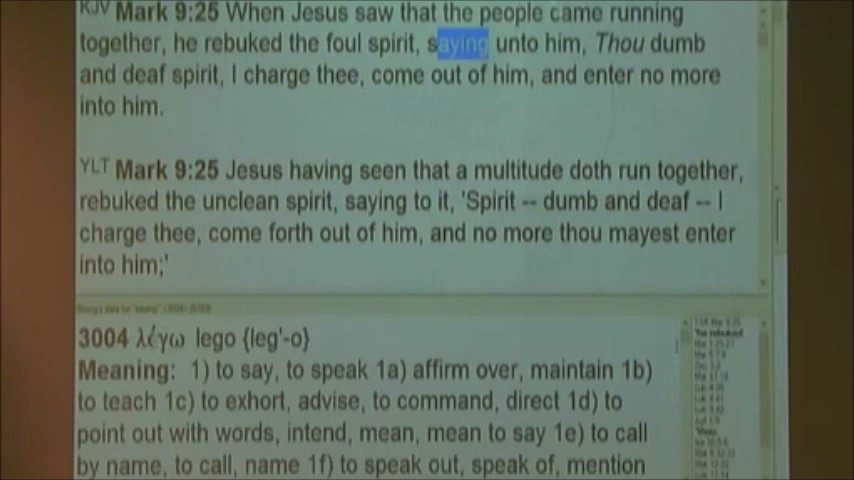 KJV Mark 9:25 When Jesus saw that the people came running
together, he rebuked the foul spirit, saying unto him, Thou dumb
and deaf spirit, I charge thee, come out of him, and enter no more
into him.
YLT Mark 9:25 Jesus having seen that a multitude doth run together,
rebuked the unclean spirit, saying to it, 'Spirit -- dumb and deaf -- I
charge thee, come forth out of him, and no more thou mayest enter
into him;'
3004 λέγω lego {leg'-o}
Meaning: 1) to say, to speak 1a) affirm over, maintain 1b)
to teach 1c) to exhort, advise, to command, direct 1d) to
point out with words, intend, mean, mean to say 1e) to call
by name, to call, name 1f) to speak out, speak of, mention